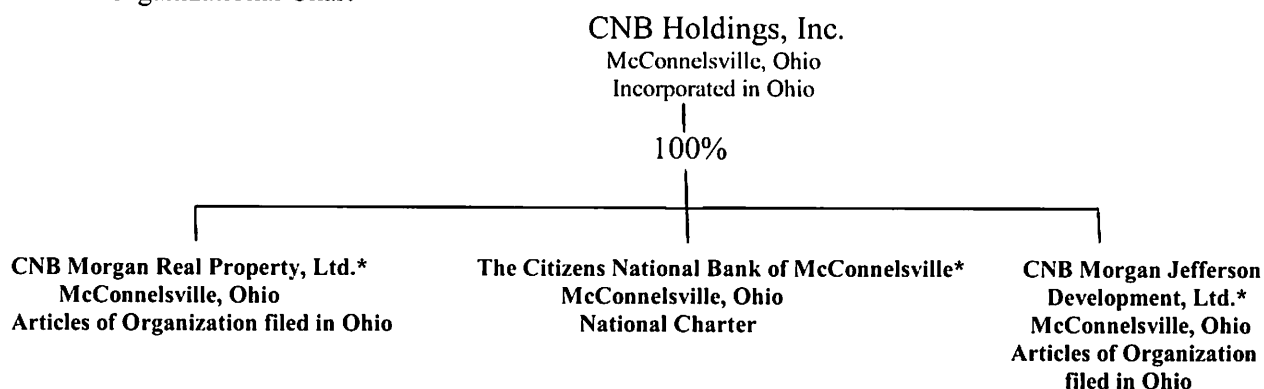 CNB Holdings, Inc.
McConnelsville, Ohio
Incorporated in Ohio
100%
CNB Morgan Real Property, Ltd.*
McConnelsville, Ohio
Articles of Organization filed in Ohio
The Citizens National Bank of McConnelsville*
McConnelsville, Ohio
National Charter
CNB Morgan Jefferson
Development, Ltd.*
McConnelsville, Ohio
Articles of Organization
filed in Ohio